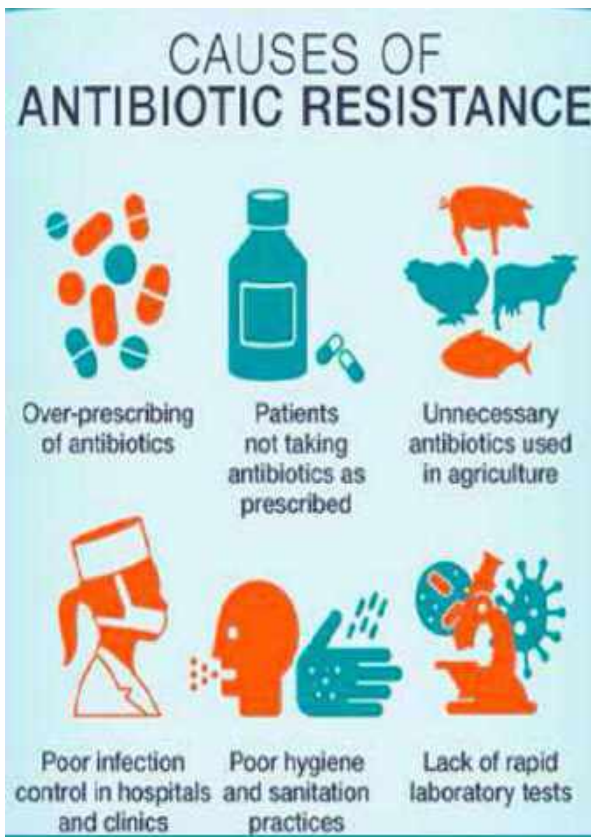 CAUSES OF
ANTIBIOTIC RESISTANCE
Over-prescribing
of antibiotics
Patients
not taking
antibiotics as
prescribed
Unnecessary
antibiotics used
in agriculture
Poor infection
control in hospitals
and clinics
Poor hygiene
and sanitation
practices
Lack of rapid
laboratory tests